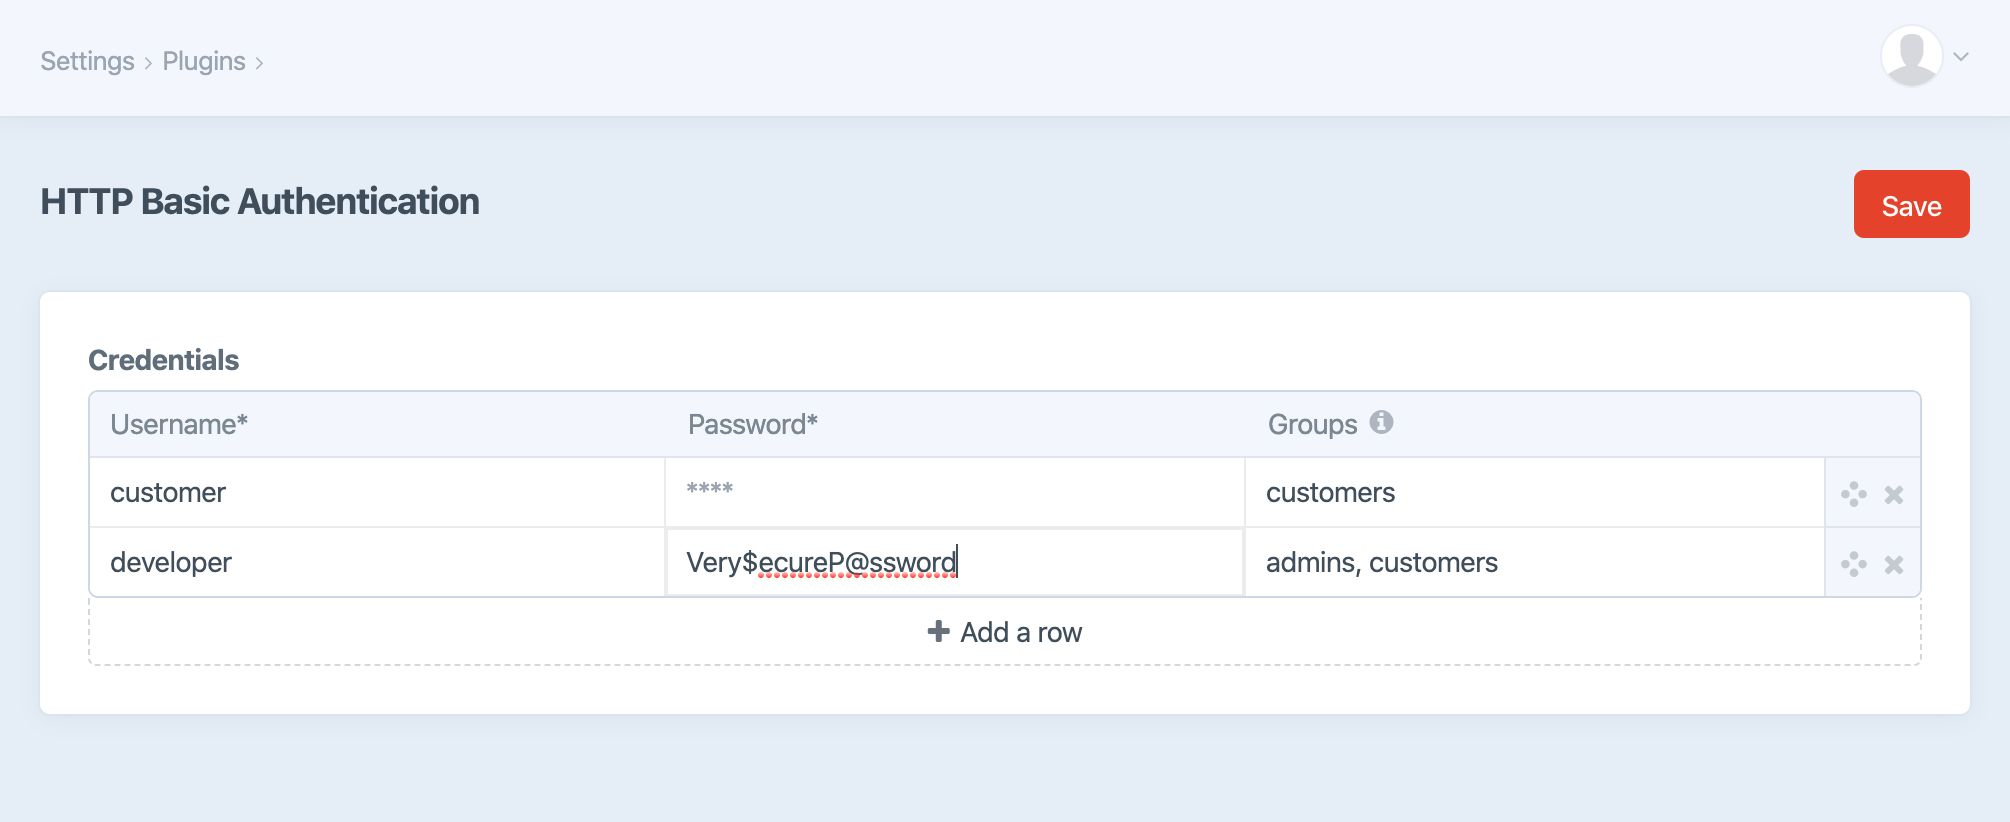 Settings > Plugins >
HTTP Basic Authentication
Save
Credentials
Username* Password* Groups
customer **** customers
developer Very$ecureP@ssword admins, customers
+ Add a row